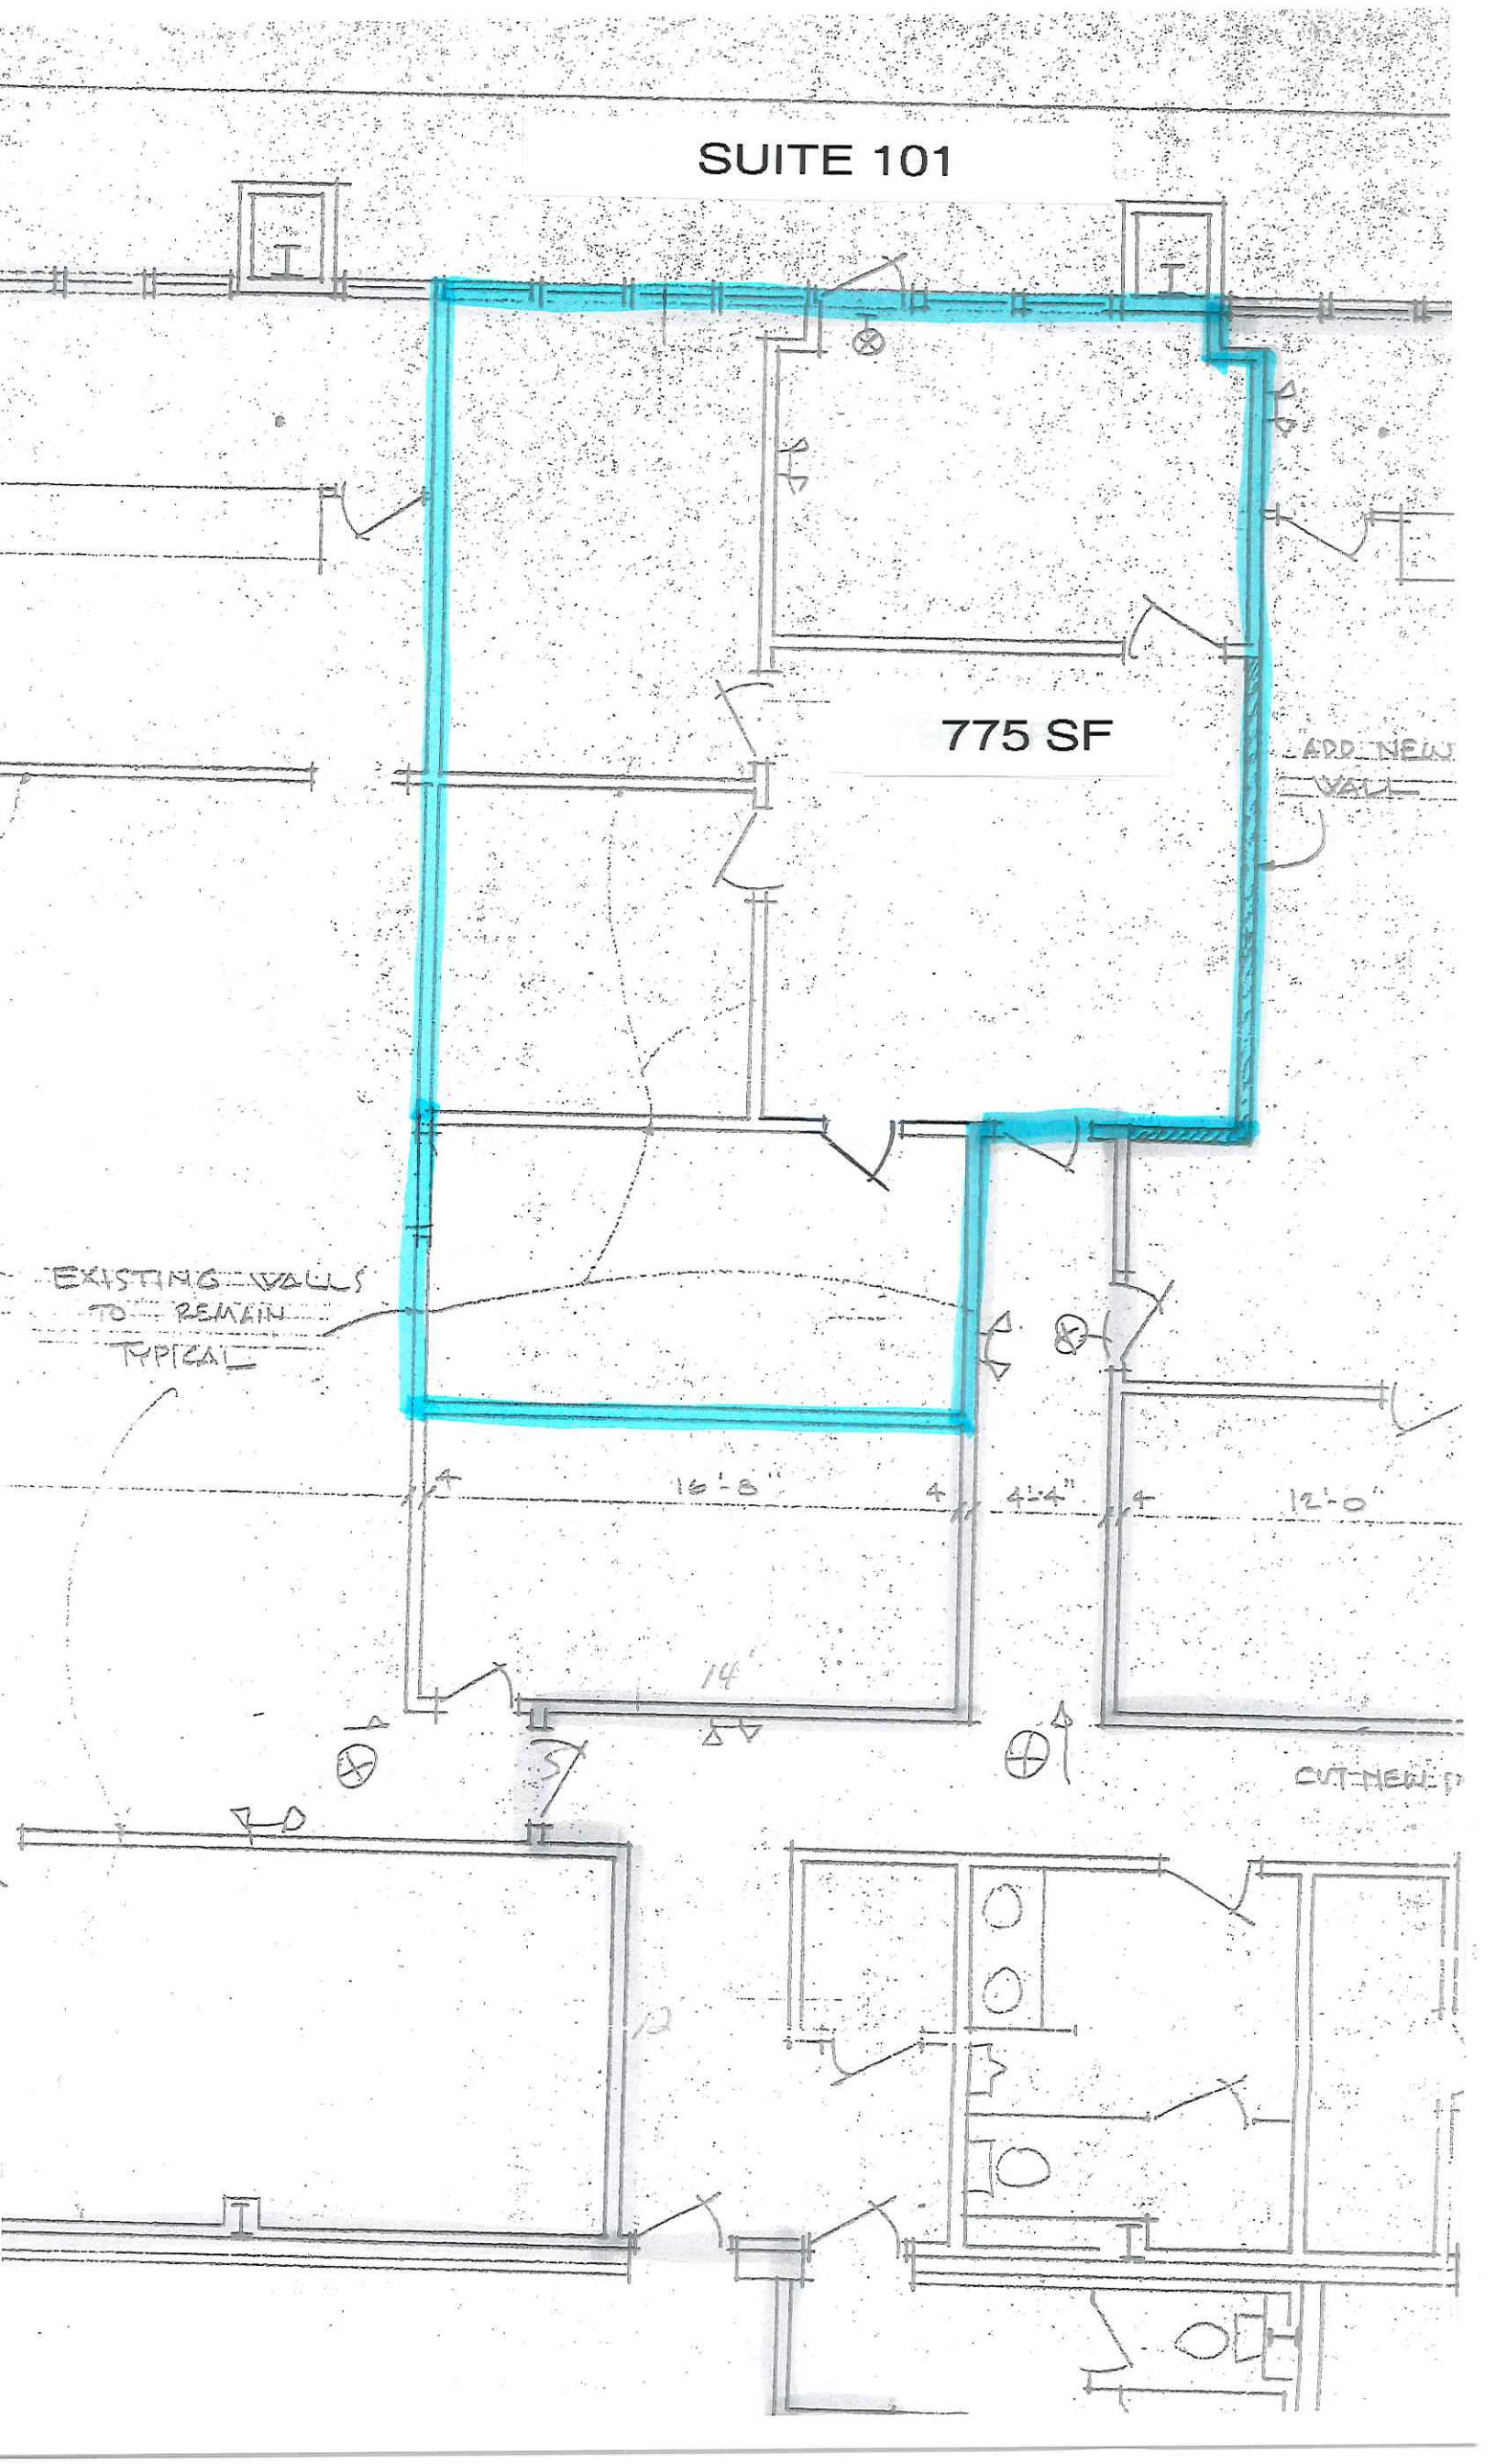 SUITE 101
775 SF
ADD NEW
WALL
EXISTING WALLS
TO REMAIN
TYPICAL
4 16'-8" 4 4'-4" 4 12'-0"
14'
CUT NEW
12'